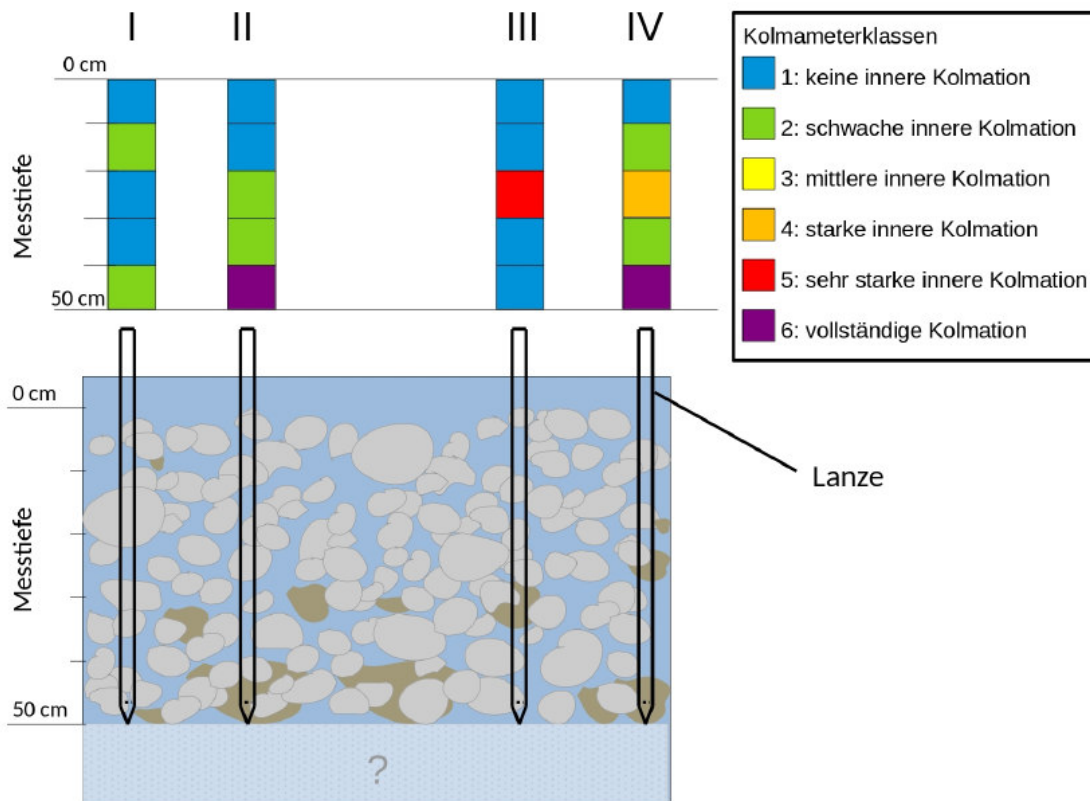 I II III IV
0 cm
Messtiefe
50 cm
Kolmameterklassen
1: keine innere Kolmation
2: schwache innere Kolmation
3: mittlere innere Kolmation
4: starke innere Kolmation
5: sehr starke innere Kolmation
6: vollständige Kolmation
0 cm
Messtiefe
50 cm
Lanze
?